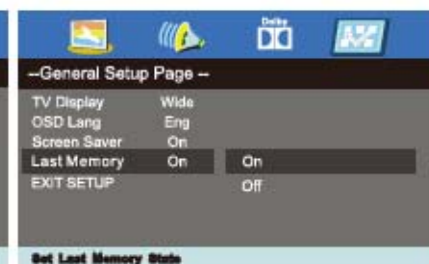 Dolby
--General Setup Page --
TV Display Wide
OSD Lang Eng
Screen Saver On
Last Memory On On
EXIT SETUP Off
Set Last Memory State